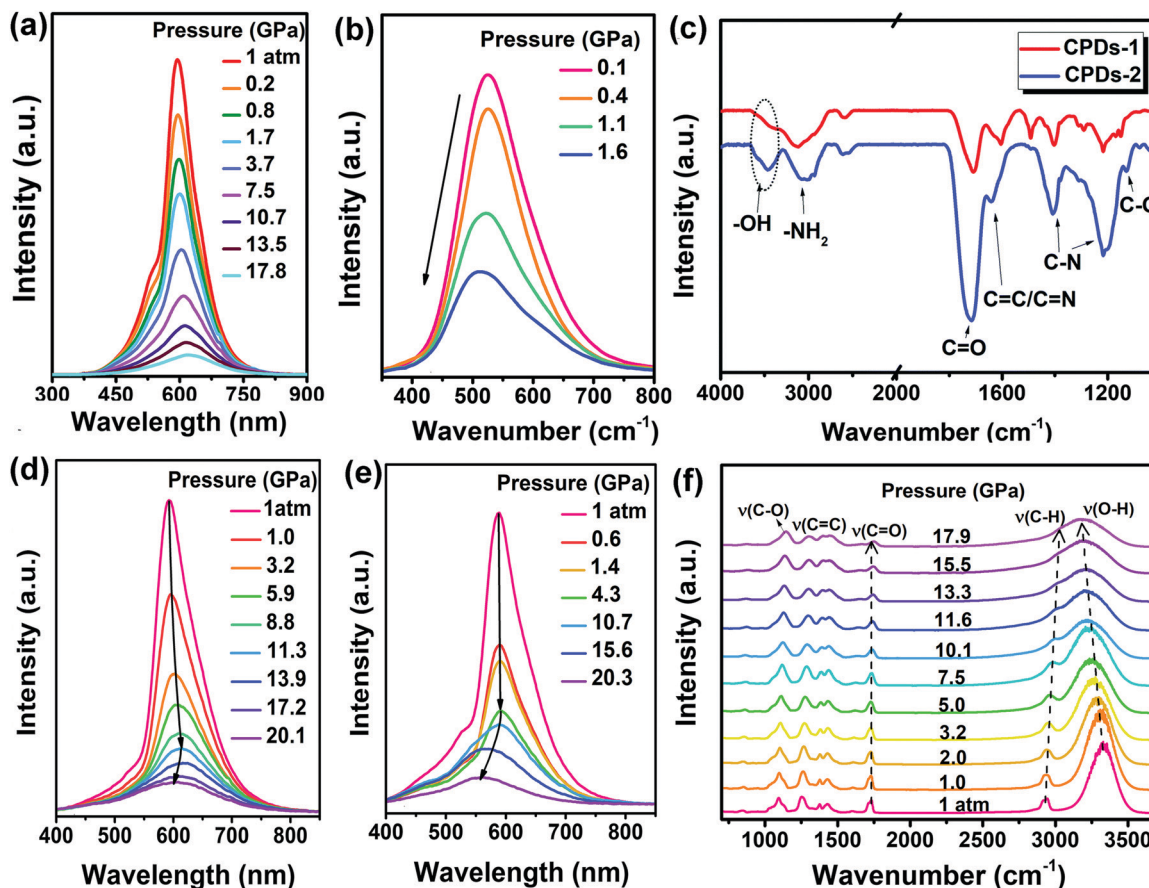 (a)
Pressure (GPa)
1 atm
0.2
0.8
1.7
3.7
7.5
10.7
13.5
17.8
Intensity (a.u.)
300 450 600 750 900
Wavelength (nm)
(b)
Pressure (GPa)
0.1
0.4
1.1
1.6
Intensity (a.u.)
400 500 600 700 800
Wavenumber (cm⁻¹)
(c)
CPDs-1
CPDs-2
Intensity (a.u.)
-OH
-NH₂
C=O
C=C/C=N
C-N
4000 3000 2000 1600 1200
Wavenumber (cm⁻¹)
(d)
Pressure (GPa)
1atm
1.0
3.2
5.9
8.8
11.3
13.9
17.2
20.1
Intensity (a.u.)
400 500 600 700 800
Wavelength (nm)
(e)
Pressure (GPa)
1 atm
0.6
1.4
4.3
10.7
15.6
20.3
Intensity (a.u.)
400 500 600 700 800
Wavelength (nm)
(f)
Pressure (GPa)
ν(C-O)
ν(C=C)
ν(C=O)
ν(C-H)
ν(O-H)
17.9
15.5
13.3
11.6
10.1
7.5
5.0
3.2
2.0
1.0
1 atm
Intensity (a.u.)
1000 1500 2000 2500 3000 3500
Wavenumber (cm⁻¹)